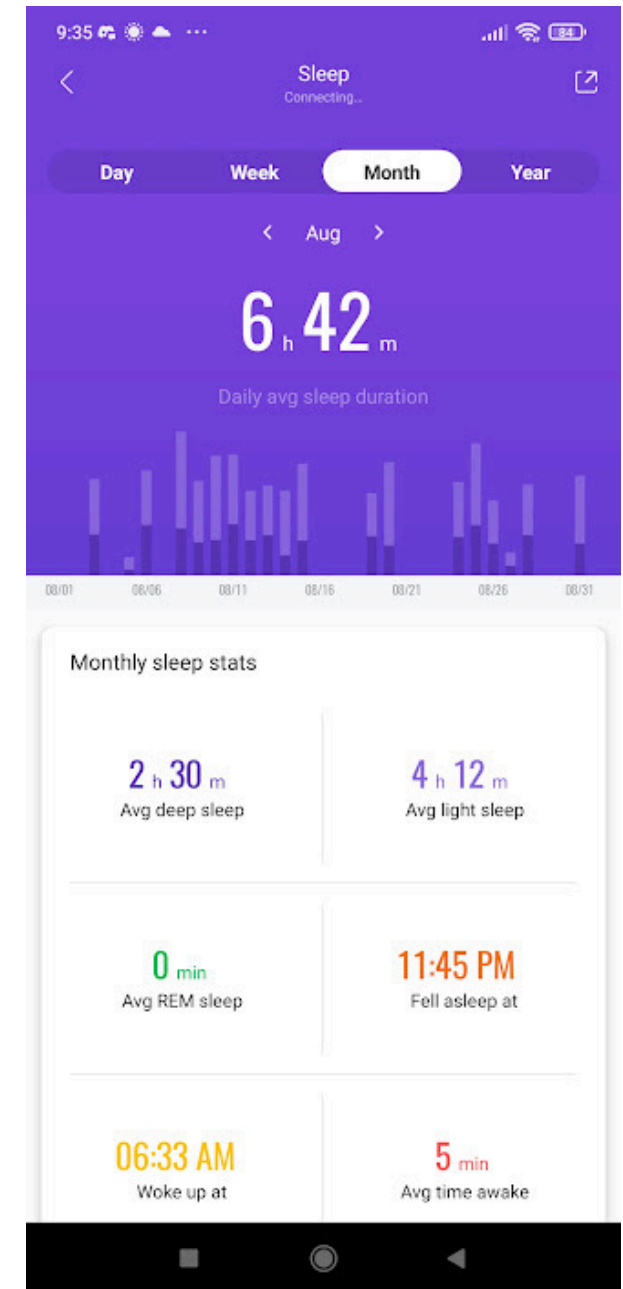 9:35 ... 84
Sleep
Connecting..
Day Week Month Year
< Aug >
6 h 42 m
Daily avg sleep duration
08/01 08/06 08/11 08/16 08/21 08/26 08/31
Monthly sleep stats
2 h 30 m 4 h 12 m
Avg deep sleep Avg light sleep
0 min 11:45 PM
Avg REM sleep Fell asleep at
06:33 AM 5 min
Woke up at Avg time awake